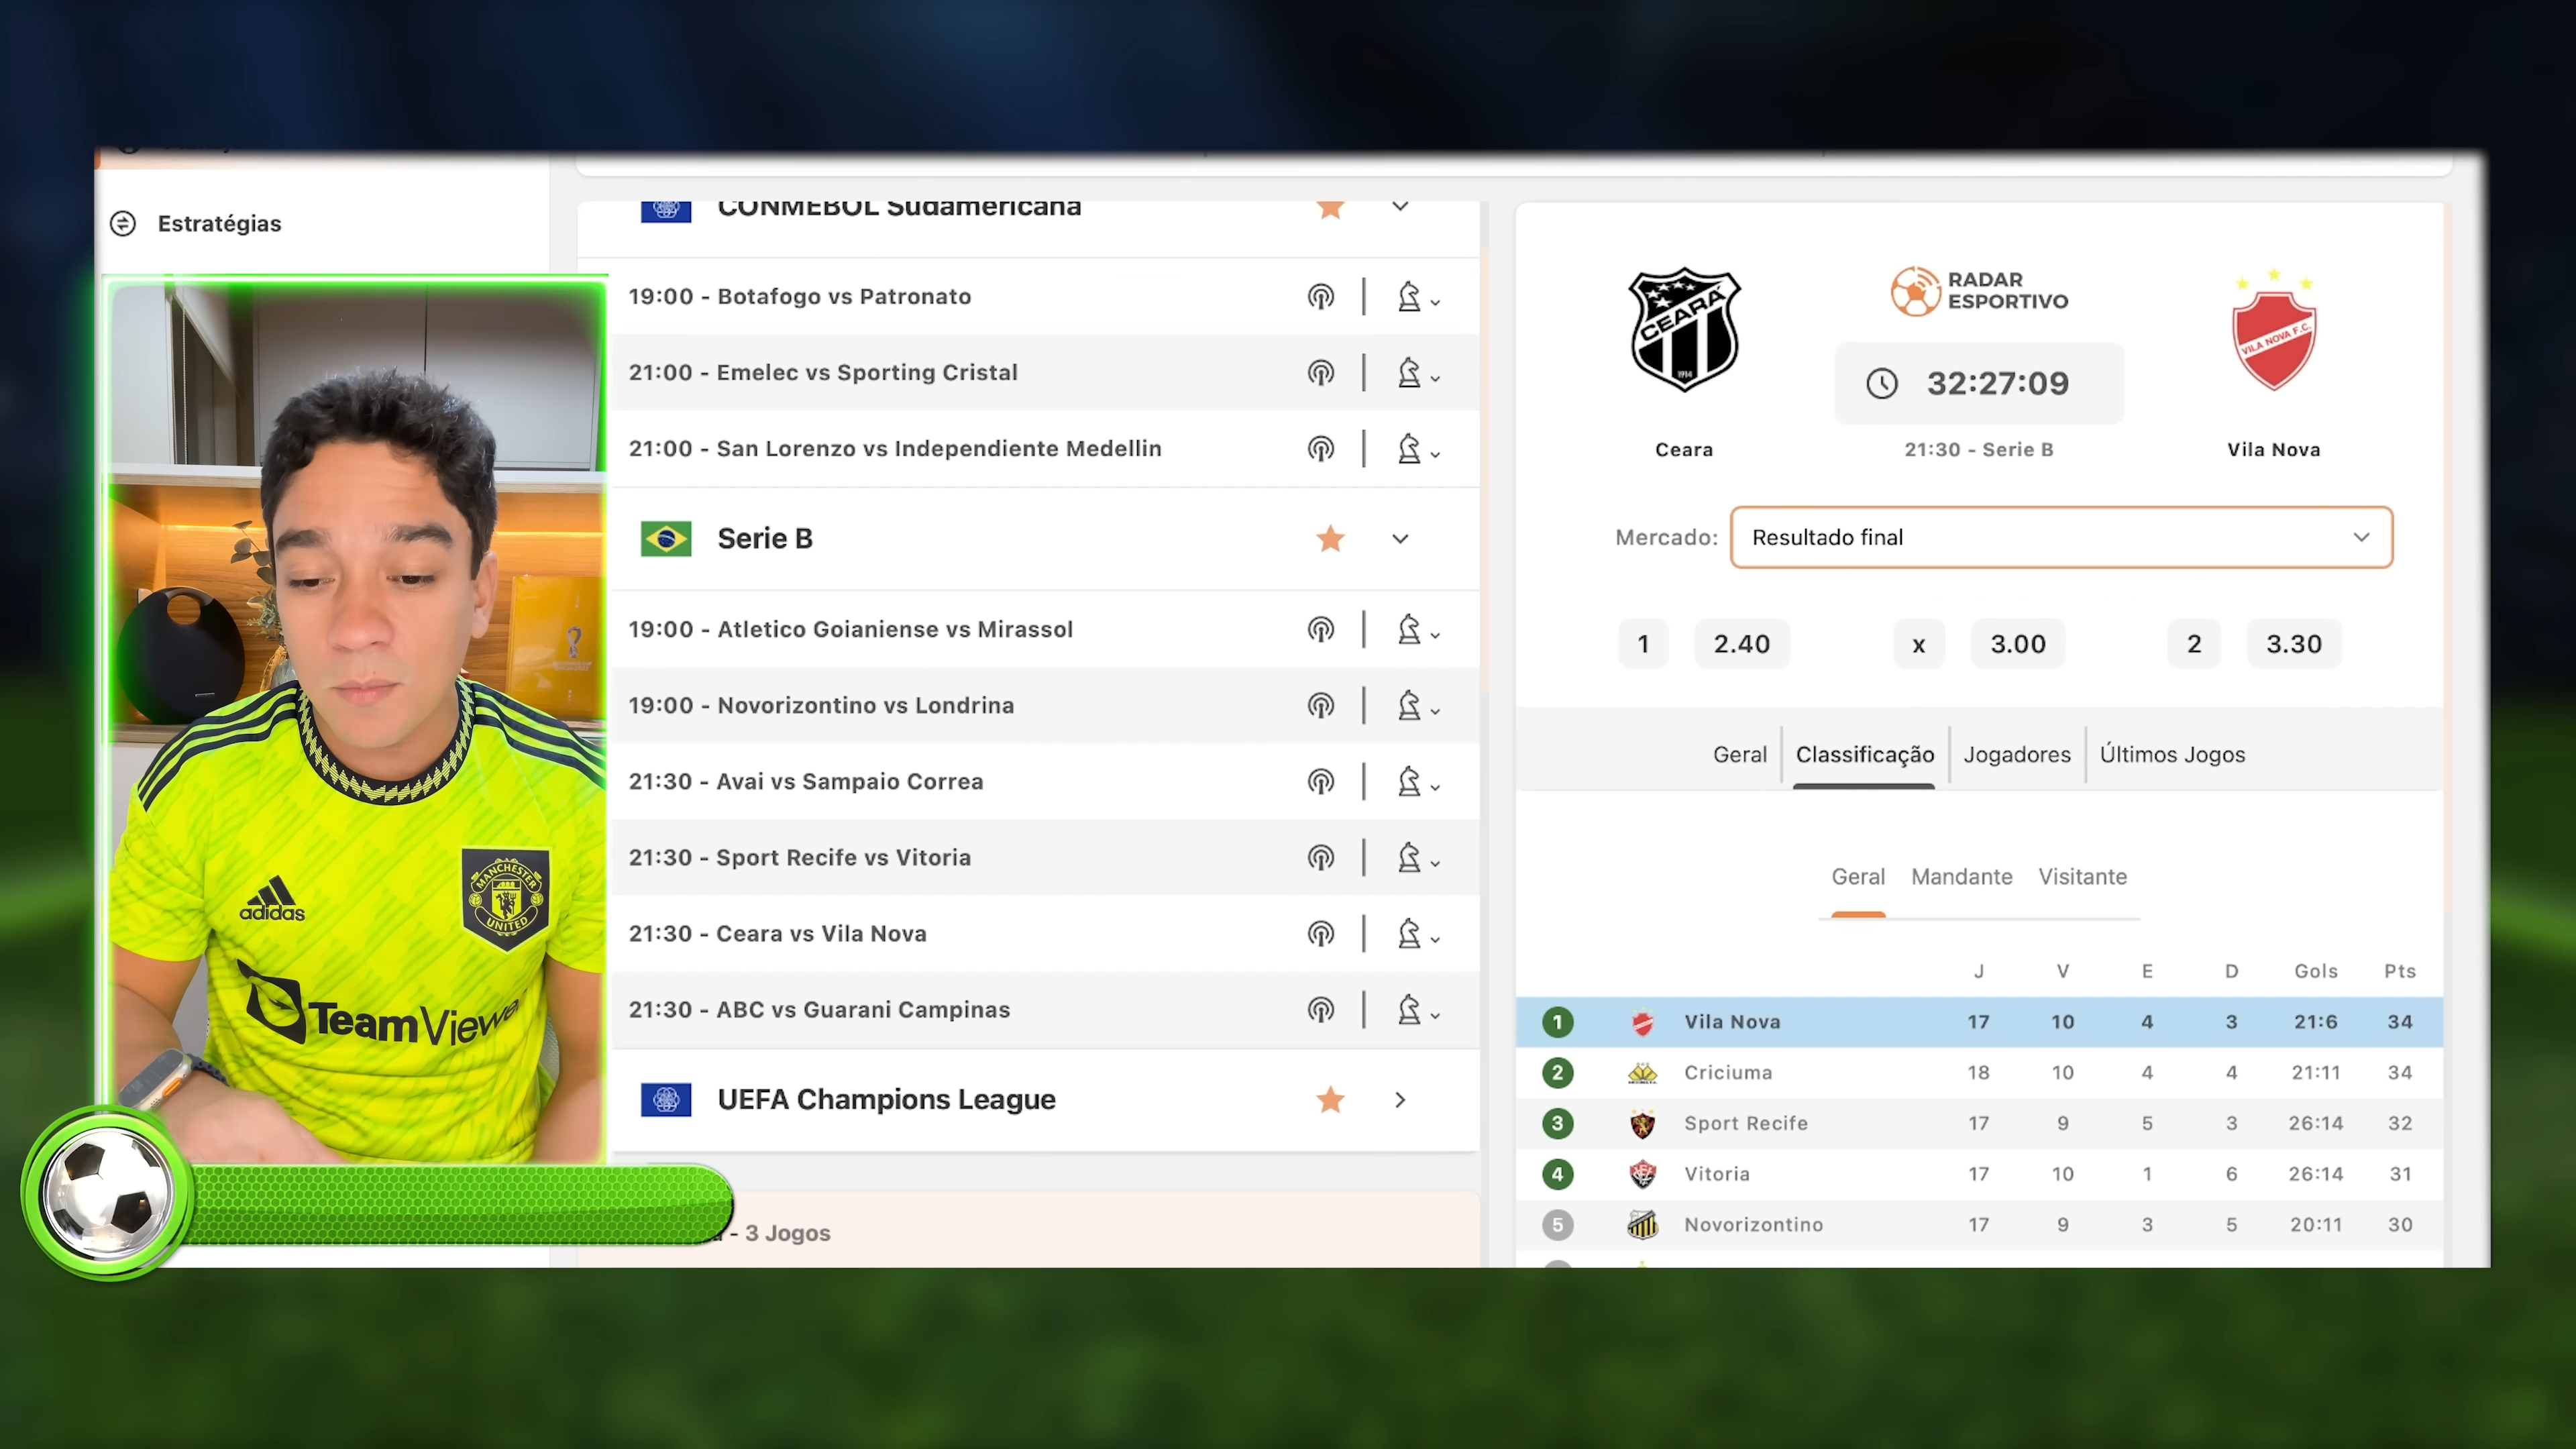 Estratégias
CONMEBOL Sudamericana
19:00 - Botafogo vs Patronato
21:00 - Emelec vs Sporting Cristal
21:00 - San Lorenzo vs Independiente Medellin
Serie B
19:00 - Atletico Goianiense vs Mirassol
19:00 - Novorizontino vs Londrina
21:30 - Avai vs Sampaio Correa
21:30 - Sport Recife vs Vitoria
21:30 - Ceara vs Vila Nova
21:30 - ABC vs Guarani Campinas
UEFA Champions League
- 3 Jogos
adidas
MANCHESTER
UNITED
TeamViewe
CEARÁ
1914
Ceara
RADAR
ESPORTIVO
32:27:09
21:30 - Serie B
VILA NOVA F.C.
Vila Nova
Mercado: Resultado final
1 2.40 x 3.00 2 3.30
Geral Classificação Jogadores Últimos Jogos
Geral Mandante Visitante
J V E D Gols Pts
1 Vila Nova 17 10 4 3 21:6 34
2 Criciuma 18 10 4 4 21:11 34
3 Sport Recife 17 9 5 3 26:14 32
4 Vitoria 17 10 1 6 26:14 31
5 Novorizontino 17 9 3 5 20:11 30